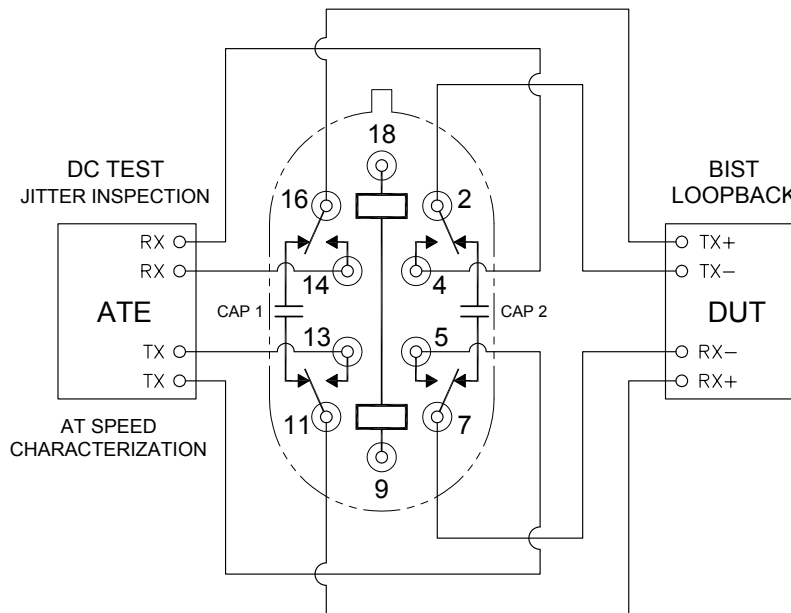 DC TEST
JITTER INSPECTION
RX
RX
ATE
TX
TX
AT SPEED
CHARACTERIZATION
18
16
2
14
4
CAP 1
CAP 2
13
5
11
7
9
BIST
LOOPBACK
TX+
TX-
DUT
RX-
RX+